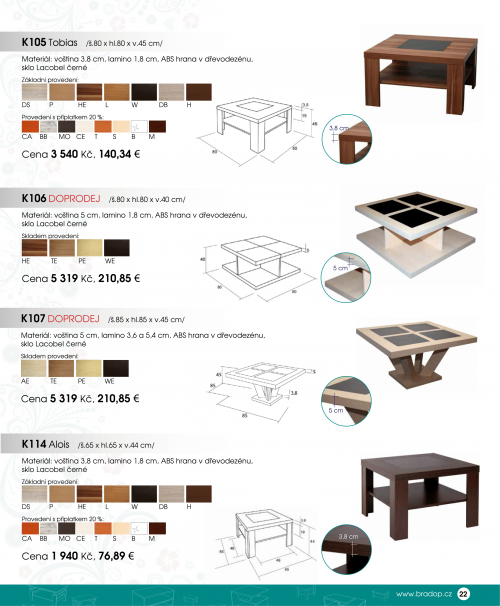 K105 Tobias /š.80 x hl.80 x v.45 cm/
Materiál: voština 3,8 cm, lamino 1,8 cm, ABS hrana v dřevodezénu,
sklo Lacobel černé
Základní provedení:
DS P HE L W DB H
Provedení s příplatkem 20 %:
CA BB MO CE T S B M
Cena 3 540 Kč, 140,34 €
3,8
45
80
80
3,8 cm
K106 DOPRODEJ /š.80 x hl.80 x v.40 cm/
Materiál: voština 5 cm, lamino 1,8 cm, ABS hrana v dřevodezénu,
sklo Lacobel černé
Skladem provedení:
HE TE PE WE
Cena 5 319 Kč, 210,85 €
40
5
80
80
5 cm
K107 DOPRODEJ /š.85 x hl.85 x v.45 cm/
Materiál: voština 5 cm, lamino 3,6 a 5,4 cm, ABS hrana v dřevodezénu,
sklo Lacobel černé
Skladem provedení:
AE TE PE WE
Cena 5 319 Kč, 210,85 €
85
45
5
3,8
85
5 cm
K114 Alois /š.65 x hl.65 x v.44 cm/
Materiál: voština 3,8 cm, lamino 1,8 cm, ABS hrana v dřevodezénu,
sklo Lacobel černé
Základní provedení:
DS P HE L W DB H
Provedení s příplatkem 20 %:
CA BB MO CE T S B M
Cena 1 940 Kč, 76,89 €
65
65
3,8 cm
www.bradop.cz 22